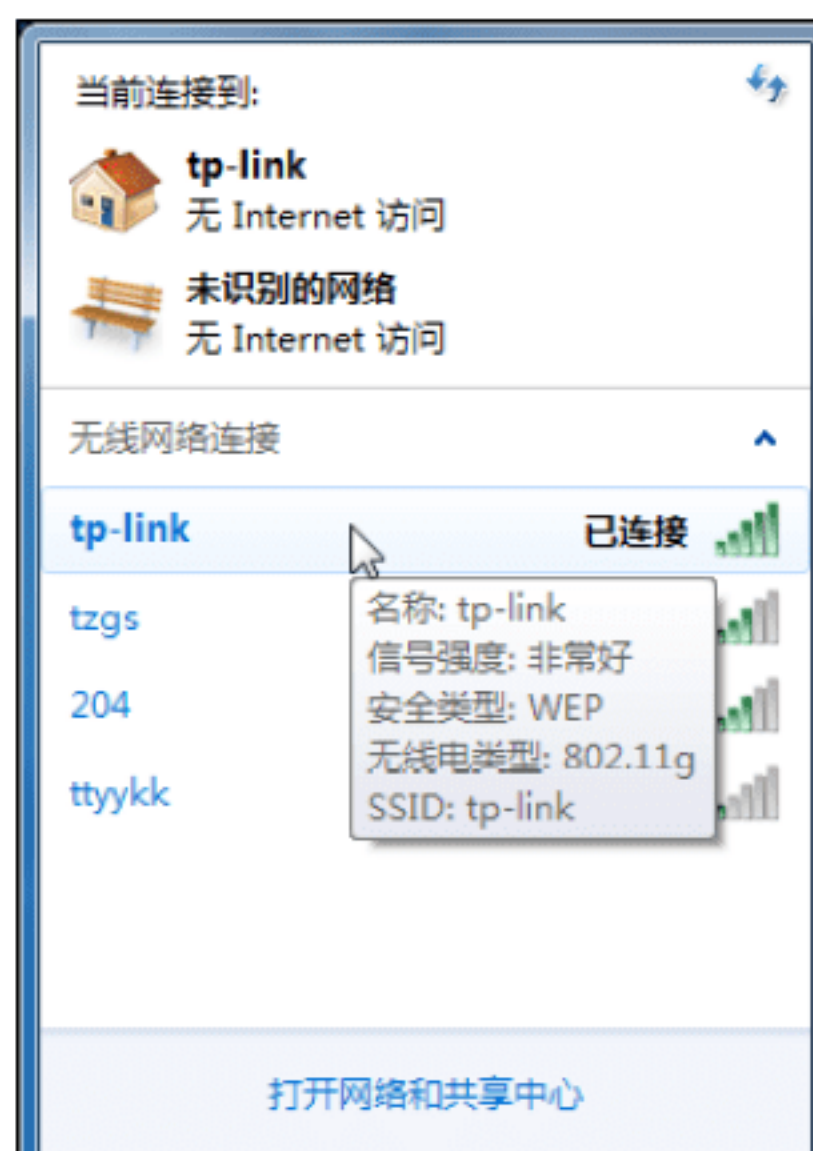 当前连接到:
tp-link
无 Internet 访问
未识别的网络
无 Internet 访问
无线网络连接
tp-link 已连接
tzgs
204
ttyykk
名称: tp-link
信号强度: 非常好
安全类型: WEP
无线电类型: 802.11g
SSID: tp-link
打开网络和共享中心